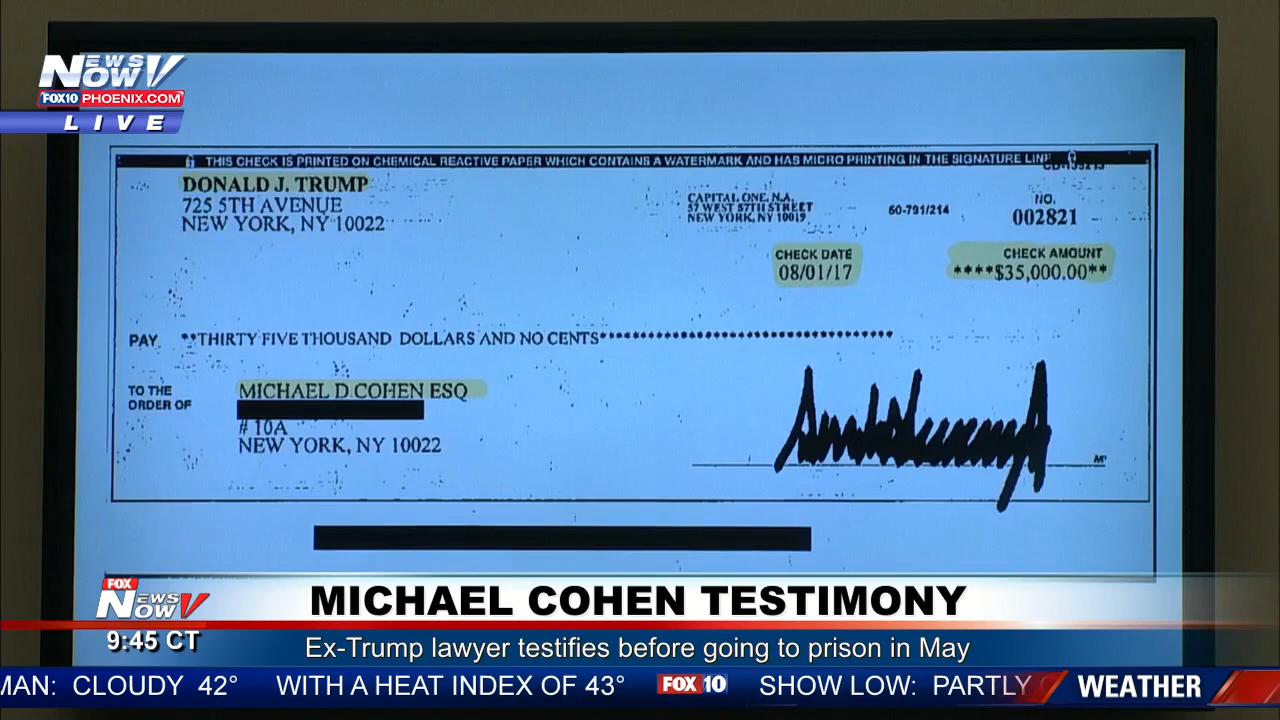 NEWS
NOW
FOX10 PHOENIX.COM
LIVE
THIS CHECK IS PRINTED ON CHEMICAL REACTIVE PAPER WHICH CONTAINS A WATERMARK AND HAS MICRO PRINTING IN THE SIGNATURE LINE
DONALD J. TRUMP
725 5TH AVENUE
NEW YORK, NY 10022
CAPITAL ONE, N.A.
57 WEST 57TH STREET
NEW YORK, NY 10019
60-791/214
NO.
002821
CHECK DATE
08/01/17
CHECK AMOUNT
****$35,000.00**
PAY **THIRTY FIVE THOUSAND DOLLARS AND NO CENTS****************************************
TO THE
ORDER OF
MICHAEL D COHEN ESQ
# 10A
NEW YORK, NY 10022
MP
FOX
NEWS
NOW
9:45 CT
MICHAEL COHEN TESTIMONY
Ex-Trump lawyer testifies before going to prison in May
MAN: CLOUDY 42° WITH A HEAT INDEX OF 43° FOX 10 SHOW LOW: PARTLY
WEATHER